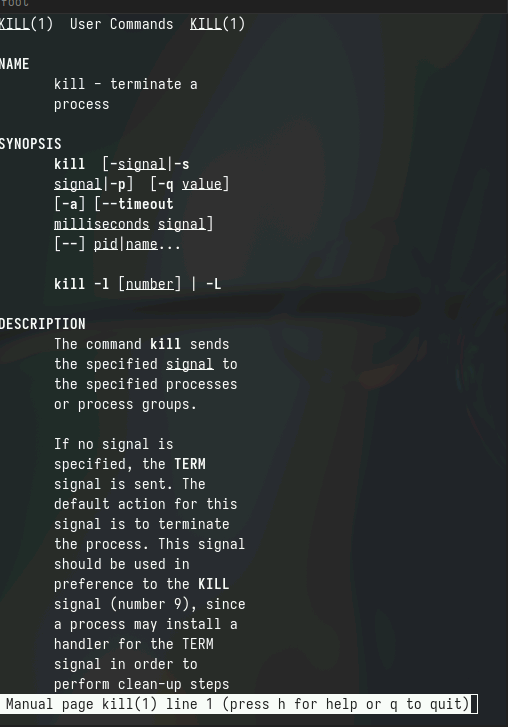 foot
KILL(1)  User Commands  KILL(1)
NAME
kill - terminate a
process
SYNOPSIS
kill  [-signal|-s
signal|-p]  [-q value]
[-a] [--timeout
milliseconds signal]
[--] pid|name...
kill -l [number] | -L
DESCRIPTION
The command kill sends
the specified signal to
the specified processes
or process groups.
If no signal is
specified, the TERM
signal is sent. The
default action for this
signal is to terminate
the process. This signal
should be used in
preference to the KILL
signal (number 9), since
a process may install a
handler for the TERM
signal in order to
perform clean-up steps
Manual page kill(1) line 1 (press h for help or q to quit)